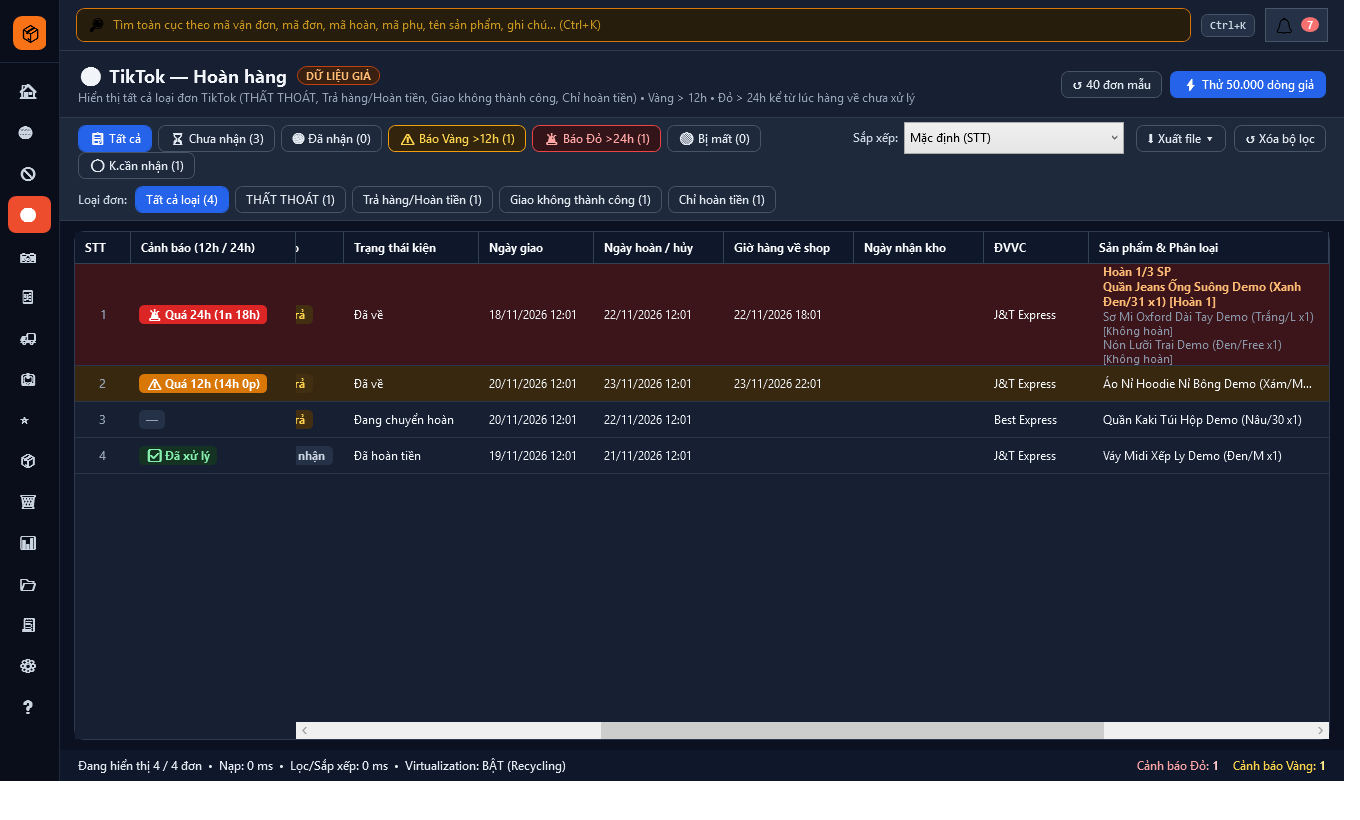 Tìm toàn cục theo mã vận đơn, mã đơn, mã hoàn, mã phụ, tên sản phẩm, ghi chú... (Ctrl+K)
Ctrl+K
7
TikTok — Hoàn hàng
DỮ LIỆU GIẢ
Hiển thị tất cả loại đơn TikTok (THẤT THOÁT, Trả hàng/Hoàn tiền, Giao không thành công, Chỉ hoàn tiền) • Vàng > 12h • Đỏ > 24h kể từ lúc hàng về chưa xử lý
↺ 40 đơn mẫu
Thử 50.000 dòng giả
Tất cả
Chưa nhận (3)
Đã nhận (0)
Báo Vàng >12h (1)
Báo Đỏ >24h (1)
Bị mất (0)
K.cần nhận (1)
Sắp xếp:
Mặc định (STT)
⬇ Xuất file ▾
↺ Xóa bộ lọc
Loại đơn:
Tất cả loại (4)
THẤT THOÁT (1)
Trả hàng/Hoàn tiền (1)
Giao không thành công (1)
Chỉ hoàn tiền (1)
STT
Cảnh báo (12h / 24h)
Trạng thái kiện
Ngày giao
Ngày hoàn / hủy
Giờ hàng về shop
Ngày nhận kho
ĐVVC
Sản phẩm & Phân loại
1
Quá 24h (1n 18h)
rả
Đã về
18/11/2026 12:01
22/11/2026 12:01
22/11/2026 18:01
J&T Express
Hoàn 1/3 SP
Quần Jeans Ống Suông Demo (Xanh
Đen/31 x1) [Hoàn 1]
Sơ Mi Oxford Dài Tay Demo (Trắng/L x1)
[Không hoàn]
Nón Lưỡi Trai Demo (Đen/Free x1)
[Không hoàn]
2
Quá 12h (14h 0p)
rả
Đã về
20/11/2026 12:01
23/11/2026 12:01
23/11/2026 22:01
J&T Express
Áo Nỉ Hoodie Nỉ Bông Demo (Xám/M...
3
—
rả
Đang chuyển hoàn
20/11/2026 12:01
22/11/2026 12:01
Best Express
Quần Kaki Túi Hộp Demo (Nâu/30 x1)
4
Đã xử lý
nhận
Đã hoàn tiền
19/11/2026 12:01
21/11/2026 12:01
J&T Express
Váy Midi Xếp Ly Demo (Đen/M x1)
Đang hiển thị 4 / 4 đơn • Nạp: 0 ms • Lọc/Sắp xếp: 0 ms • Virtualization: BẬT (Recycling)
Cảnh báo Đỏ: 1
Cảnh báo Vàng: 1